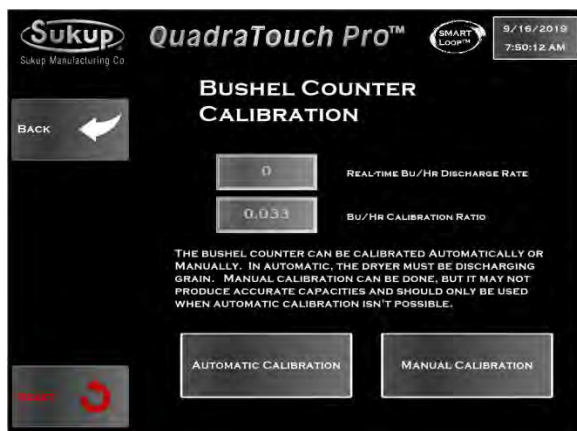 Sukup
Sukup Manufacturing Co.
QuadraTouch Pro™
SMART
LOOP™
9/16/2019
7:50:12 AM
BACK
BUSHEL COUNTER
CALIBRATION
0
REAL-TIME BU/HR DISCHARGE RATE
0.033
BU/HR CALIBRATION RATIO
THE BUSHEL COUNTER CAN BE CALIBRATED AUTOMATICALLY OR
MANUALLY. IN AUTOMATIC, THE DRYER MUST BE DISCHARGING
GRAIN. MANUAL CALIBRATION CAN BE DONE, BUT IT MAY NOT
PRODUCE ACCURATE CAPACITIES AND SHOULD ONLY BE USED
WHEN AUTOMATIC CALIBRATION ISN'T POSSIBLE.
AUTOMATIC CALIBRATION
MANUAL CALIBRATION
RESET